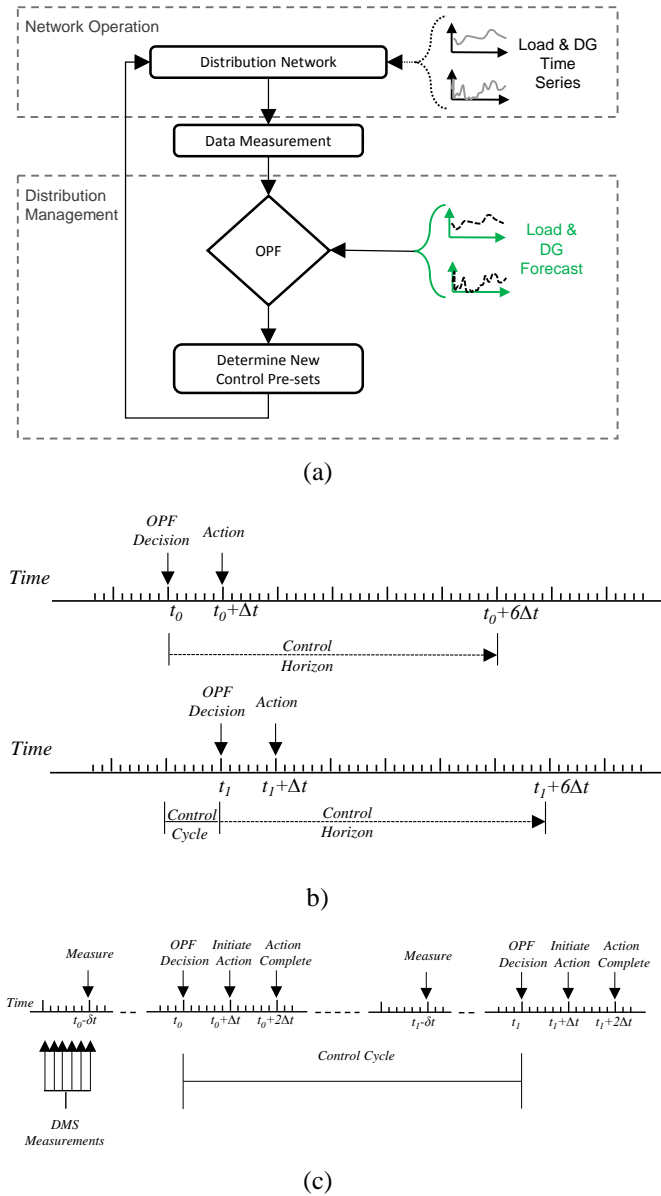 Network Operation
Distribution Network
Load & DG
Time
Series
Data Measurement
Distribution
Management
OPF
Load &
DG
Forecast
Determine New
Control Pre-sets
(a)
OPF
Decision
Action
Time
t₀
t₀+Δt
t₀+6Δt
Control
Horizon
OPF
Decision
Action
Time
t₁
t₁+Δt
t₁+6Δt
Control
Cycle
Control
Horizon
b)
Measure
OPF
Decision
Initiate
Action
Action
Complete
Measure
OPF
Decision
Initiate
Action
Action
Complete
Time
t₀-δt
t₀
t₀+Δt
t₀+2Δt
t₁-δt
t₁
t₁+Δt
t₁+2Δt
Control Cycle
DMS
Measurements
(c)